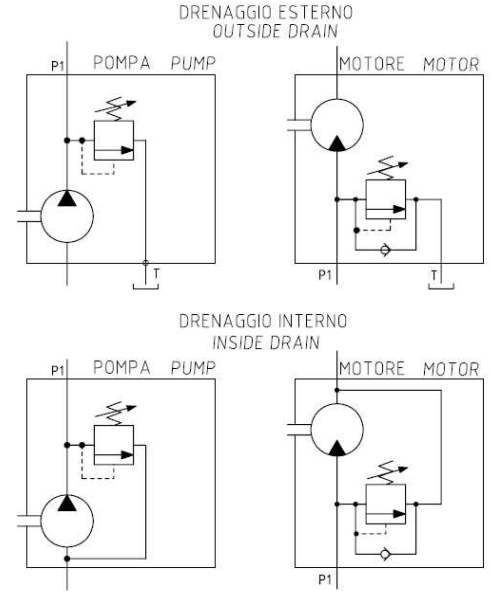 DRENAGGIO ESTERNO
OUTSIDE DRAIN
P1 POMPA PUMP
MOTORE MOTOR
T
P1 T
DRENAGGIO INTERNO
INSIDE DRAIN
P1 POMPA PUMP
MOTORE MOTOR
P1